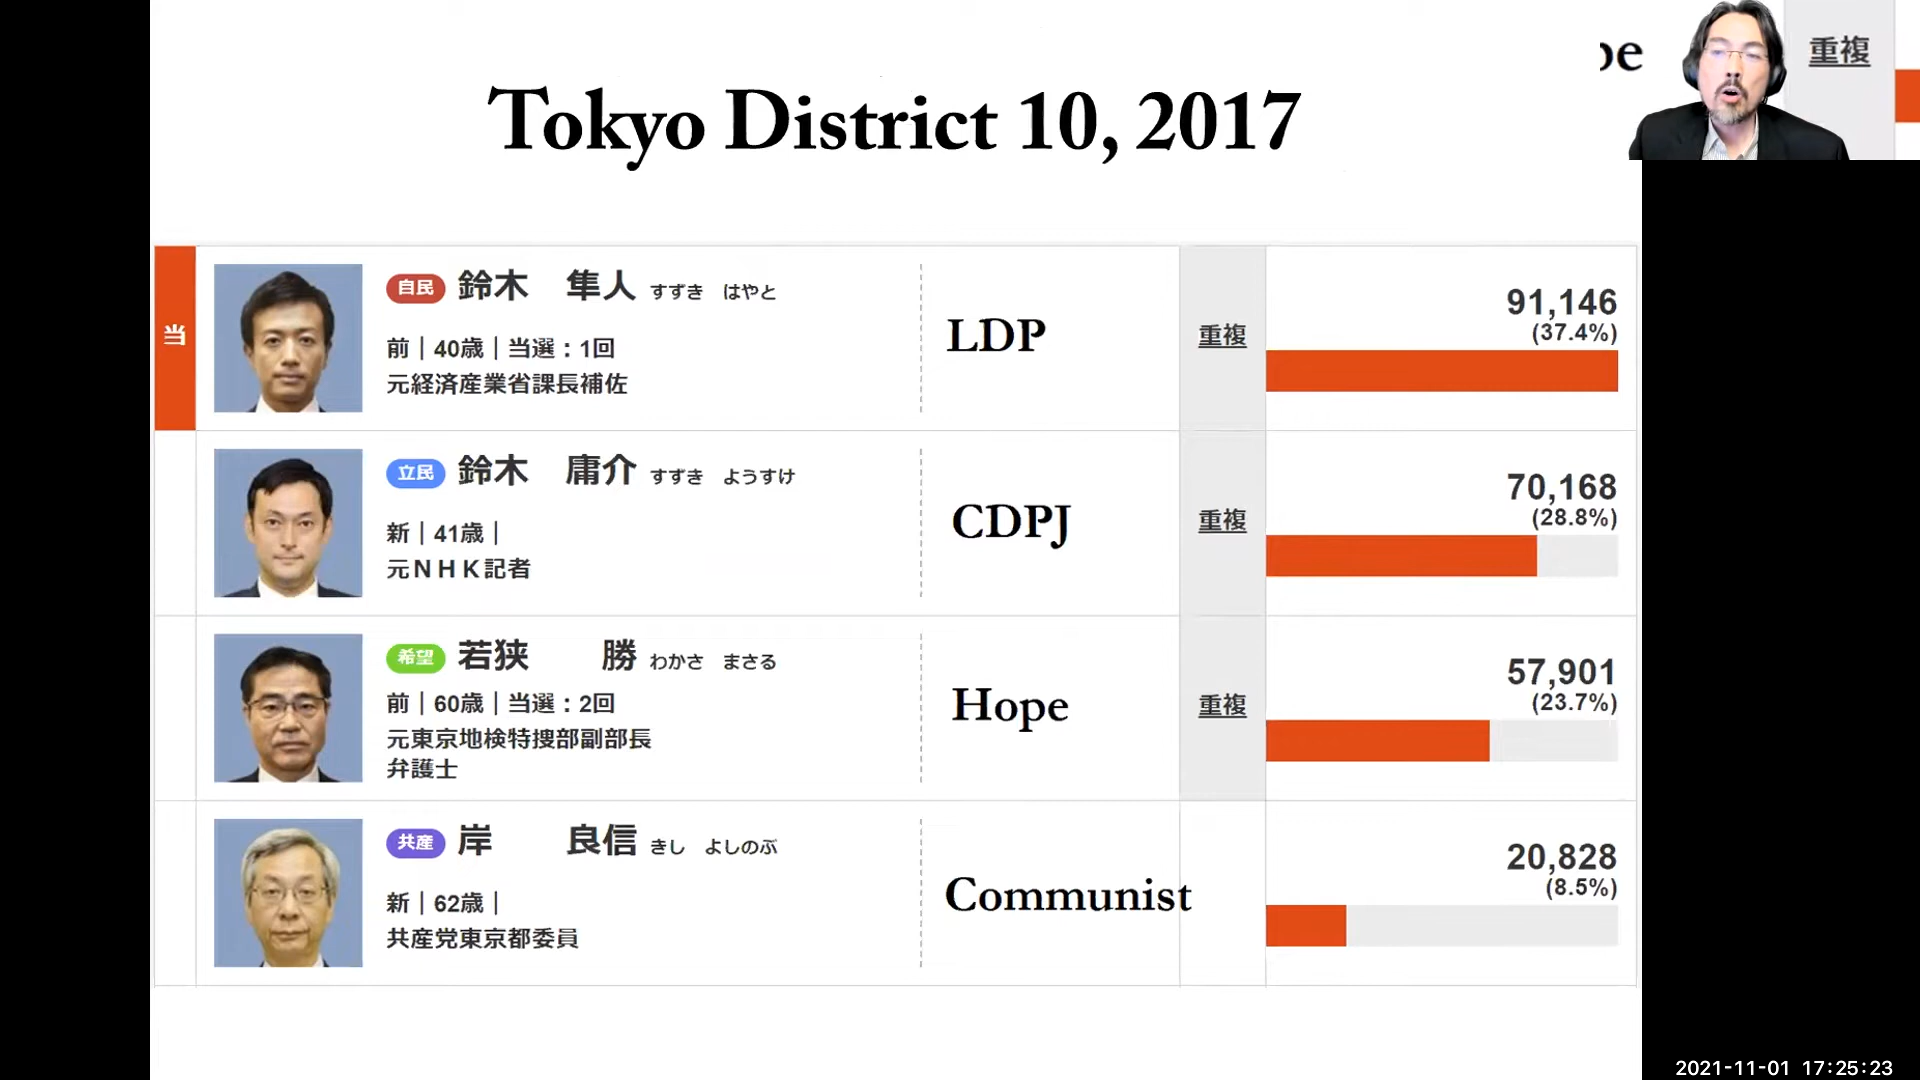 Tokyo District 10, 2017
pe
重複
当
自民 鈴木 隼人 すずき はやと
前｜40歳｜当選：1回
元経済産業省課長補佐
LDP
重複
91,146
(37.4%)
立民 鈴木 庸介 すずき ようすけ
新｜41歳｜
元ＮＨＫ記者
CDPJ
重複
70,168
(28.8%)
希望 若狭 勝 わかさ まさる
前｜60歳｜当選：2回
元東京地検特捜部副部長
弁護士
Hope
重複
57,901
(23.7%)
共産 岸 良信 きし よしのぶ
新｜62歳｜
共産党東京都委員
Communist
20,828
(8.5%)
2021-11-01 17:25:23